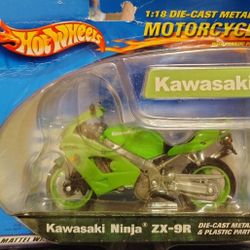 Hot Wheels
1:18 DIE-CAST METAL
MOTORCYCLE
Kawasaki
Kawasaki Ninja® ZX-9R
DIE-CAST METAL
& PLASTIC PARTS
MATTEL